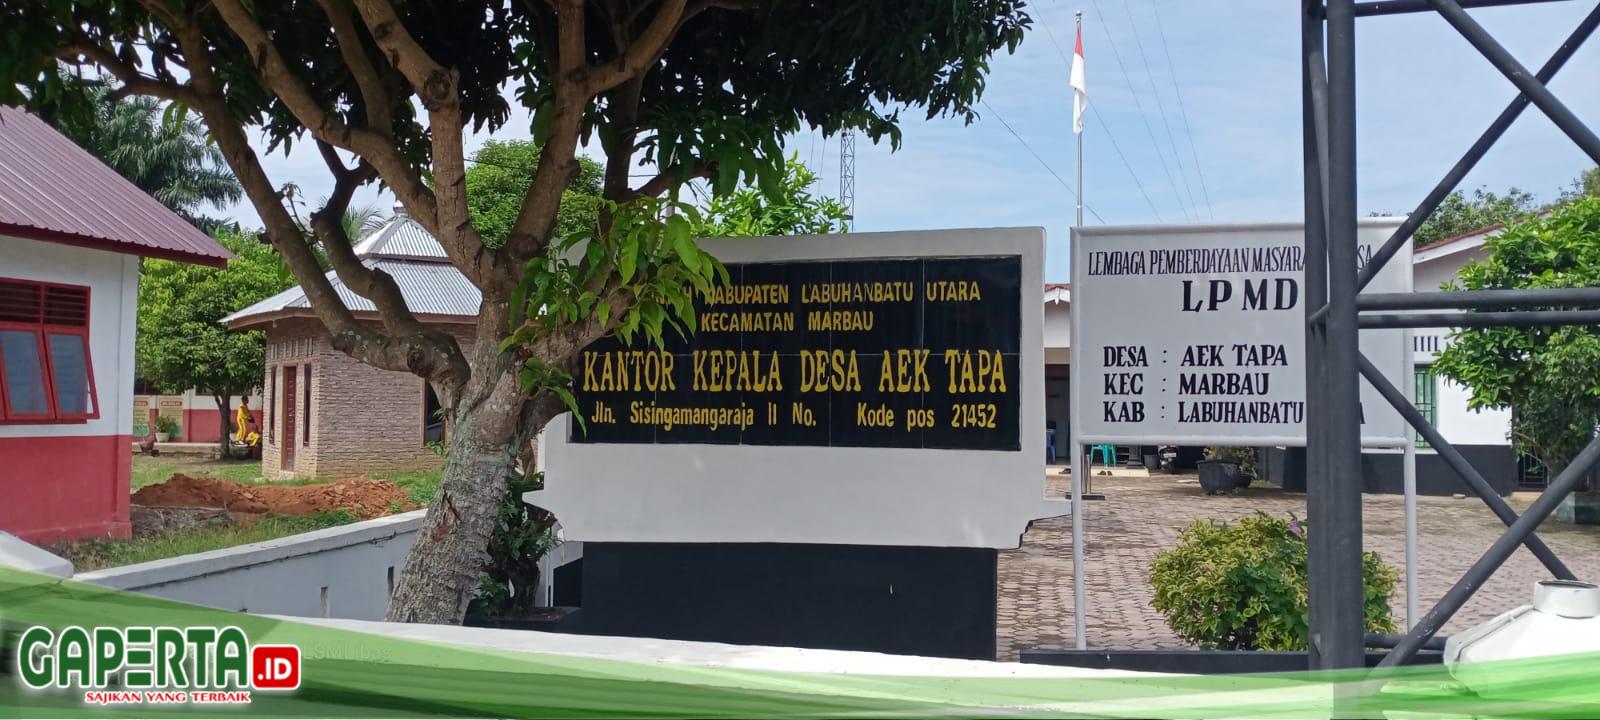 KABUPATEN LABUHANBATU UTARA
KECAMATAN MARBAU
KANTOR KEPALA DESA AEK TAPA
Jln. Sisingamangaraja II No. Kode pos 21452
LEMBAGA PEMBERDAYAAN
LPMD
DESA : AEK TAPA
KEC : MARBAU
KAB : LABUHANBATU
GAPERTA.ID
SAJIKAN YANG TERBAIK